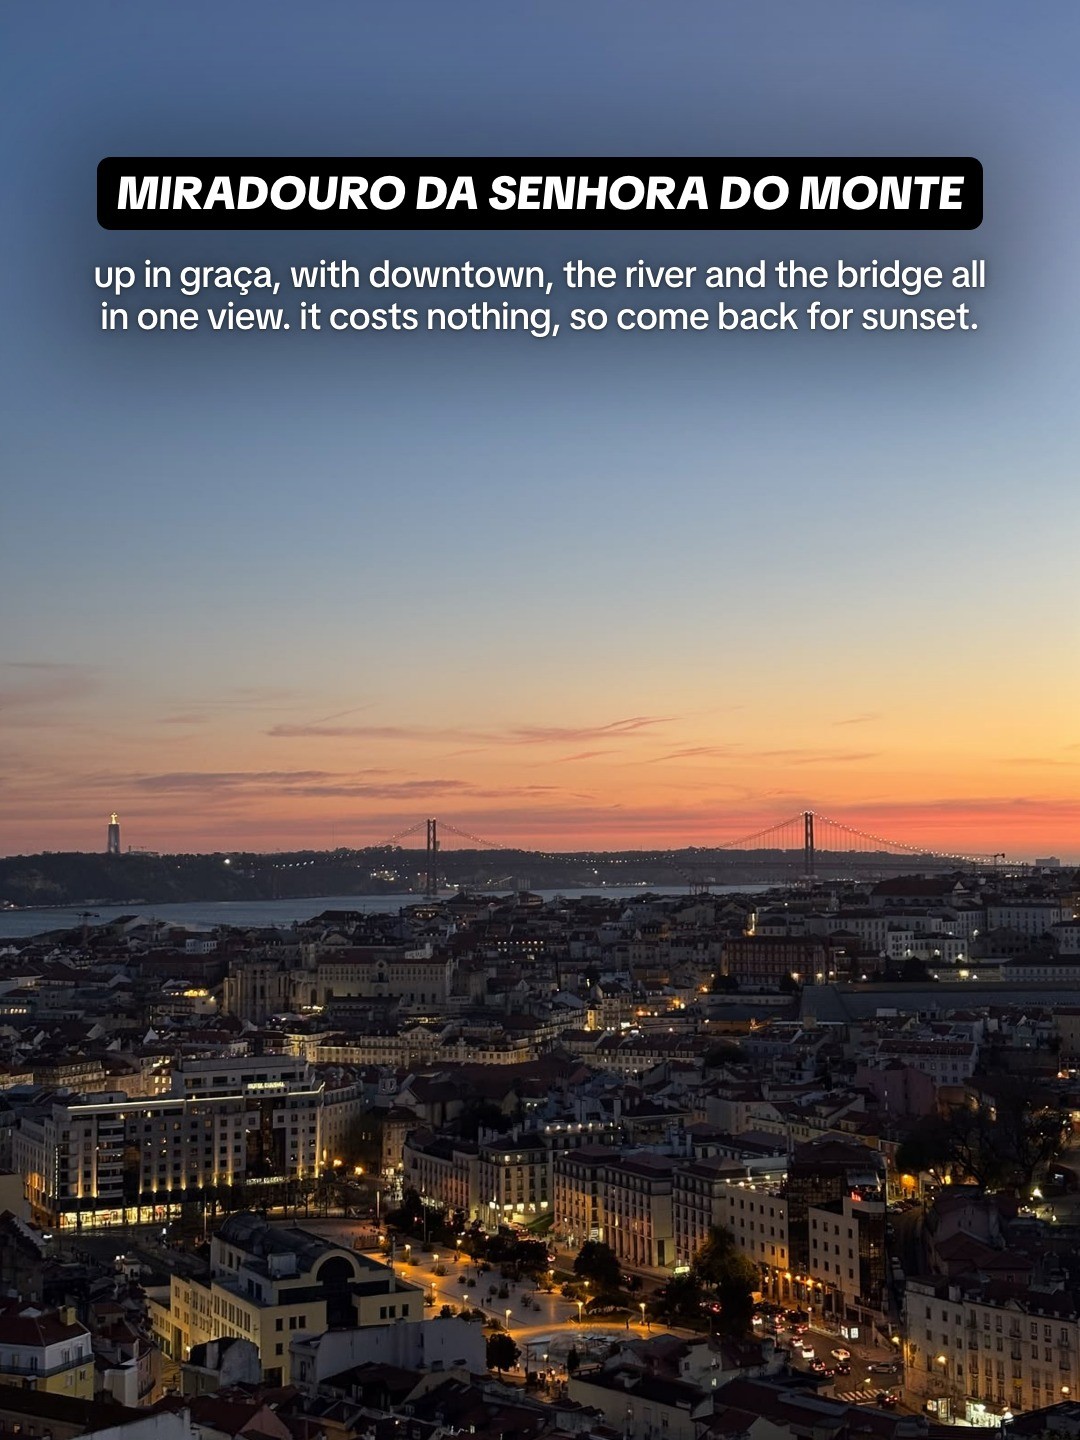 MIRADOURO DA SENHORA DO MONTE
up in graça, with downtown, the river and the bridge all
in one view. it costs nothing, so come back for sunset.